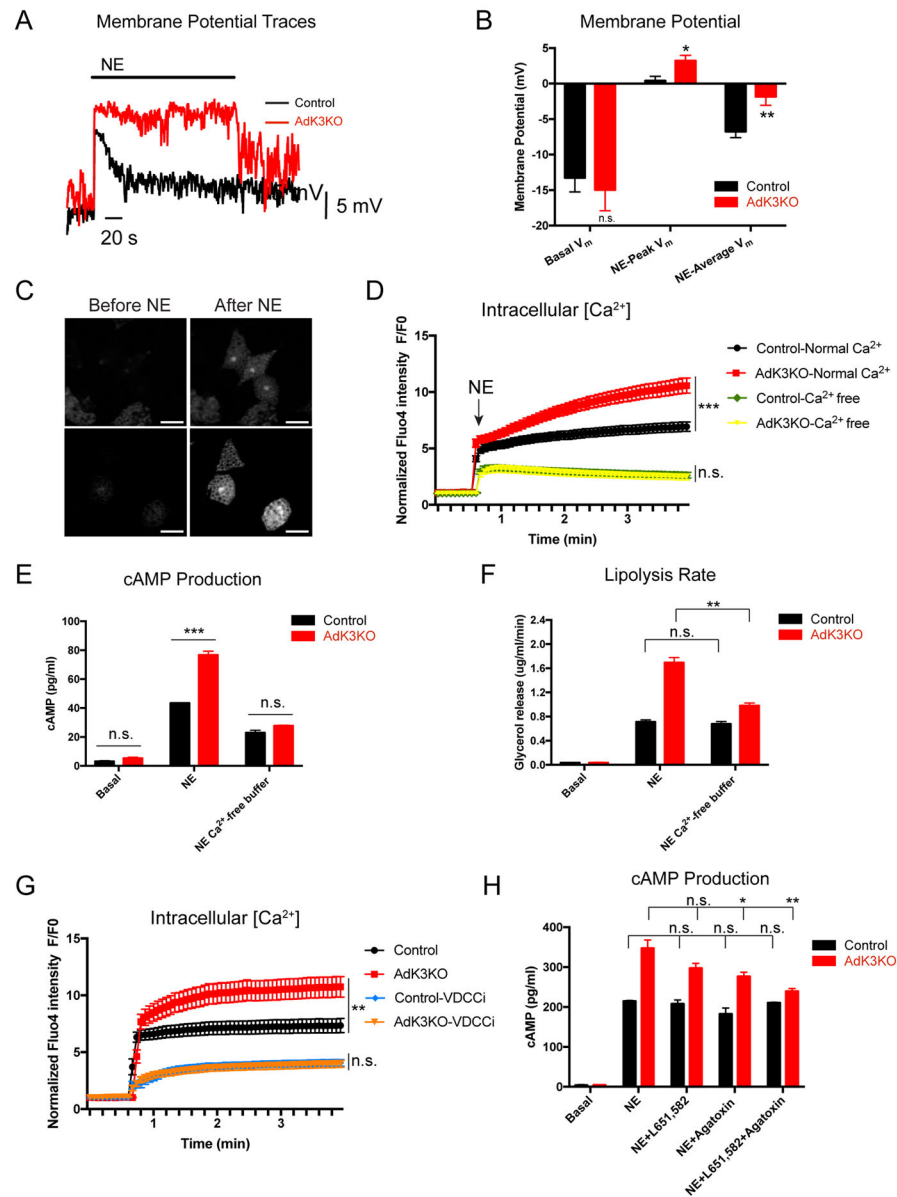 A
Membrane Potential Traces
NE
Control
AdK3KO
mV
5 mV
20 s
B
Membrane Potential
Membrane Potential (mV)
5
0
-5
-10
-15
-20
*
**
n.s.
Control
AdK3KO
Basal Vm
NE-Peak Vm
NE-Average Vm
C
Before NE
After NE
D
Intracellular [Ca²⁺]
Normalized Fluo4 intensity F/F0
15
10
5
0
NE
1
2
3
Time (min)
Control-Normal Ca²⁺
AdK3KO-Normal Ca²⁺
Control-Ca²⁺ free
AdK3KO-Ca²⁺ free
***
n.s.
E
cAMP Production
Control
AdK3KO
cAMP (pg/ml)
100
80
60
40
20
0
n.s.
***
n.s.
Basal
NE
NE Ca²⁺-free buffer
F
Lipolysis Rate
Control
AdK3KO
Glycerol release (ug/ml/min)
2.4
2.0
1.6
1.2
0.8
0.4
0.0
**
n.s.
Basal
NE
NE Ca²⁺-free buffer
G
Intracellular [Ca²⁺]
Normalized Fluo4 intensity F/F0
15
10
5
0
1
2
3
Time (min)
Control
AdK3KO
Control-VDCCi
AdK3KO-VDCCi
**
n.s.
H
cAMP Production
cAMP (pg/ml)
400
300
200
100
0
n.s.
*
**
n.s.
n.s.
n.s.
Control
AdK3KO
Basal
NE
NE+L651,582
NE+Agatoxin
NE+L651,582+Agatoxin